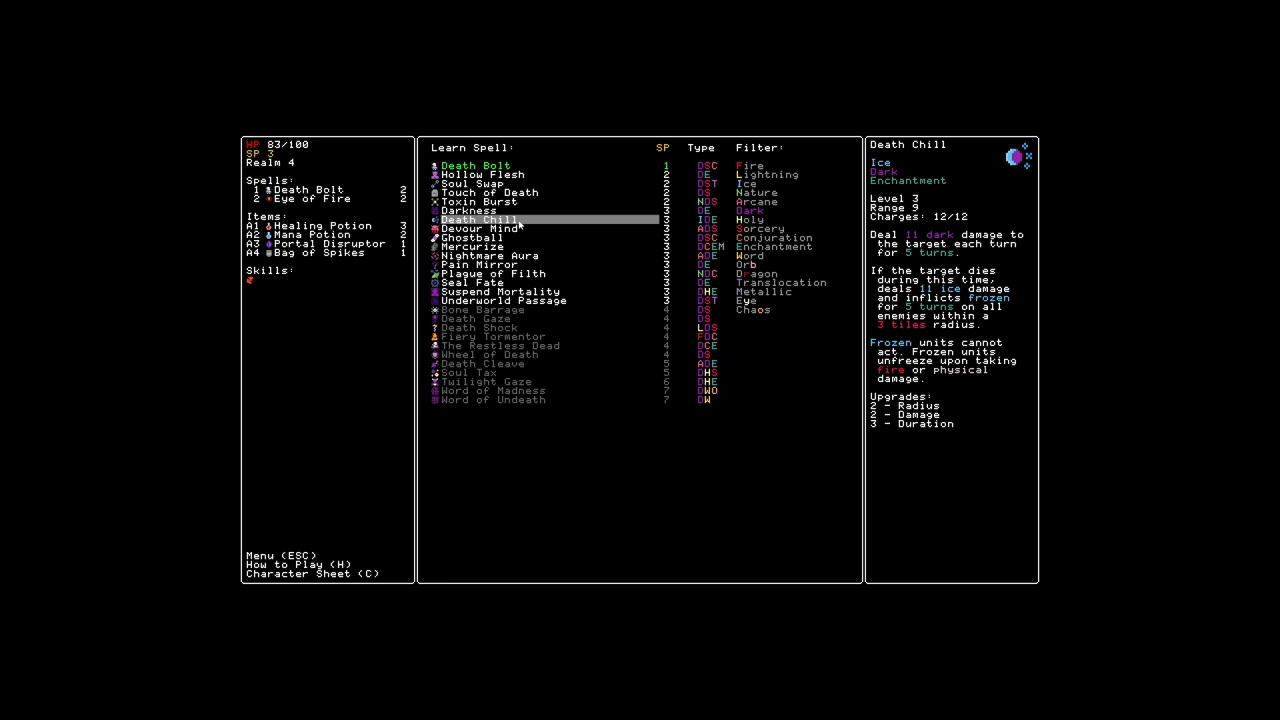 HP 83/100
SP 3
Realm 4
Spells:
1 Death Bolt 2
2 Eye of Fire 2
Items:
A1 Healing Potion 3
A2 Mana Potion 2
A3 Portal Disruptor 1
A4 Bag of Spikes 1
Skills:
Menu (ESC)
How to Play (H)
Character Sheet (C)
Learn Spell: SP Type Filter:
Death Bolt 1 DSC Fire
Hollow Flesh 2 DE Lightning
Soul Swap 2 DST Ice
Touch of Death 2 DS Nature
Toxin Burst 2 NDS Arcane
Darkness 3 DE Dark
Death Chill 3 IDE Holy
Devour Mind 3 ADS Sorcery
Ghostball 3 DSC Conjuration
Mercurize 3 DCEM Enchantment
Nightmare Aura 3 ADE Word
Pain Mirror 3 DE Orb
Plague of Filth 3 NDC Dragon
Seal Fate 3 DE Translocation
Suspend Mortality 3 DHE Metallic
Underworld Passage 3 DST Eye
Bone Barrage 4 DS Chaos
Death Gaze 4 DS
Death Shock 4 LDS
Fiery Tormentor 4 FDC
The Restless Dead 4 DCE
Wheel of Death 4 DS
Death Cleave 5 ADE
Soul Tax 5 DHS
Twilight Gaze 6 DHE
Word of Madness 7 DWO
Word of Undeath 7 DW
Death Chill
Ice
Dark
Enchantment
Level 3
Range 9
Charges: 12/12
Deal 11 dark damage to
the target each turn
for 5 turns.
If the target dies
during this time,
deals 11 ice damage
and inflicts frozen
for 5 turns on all
enemies within a
3 tiles radius.
Frozen units cannot
act. Frozen units
unfreeze upon taking
fire or physical
damage.
Upgrades:
2 - Radius
2 - Damage
3 - Duration